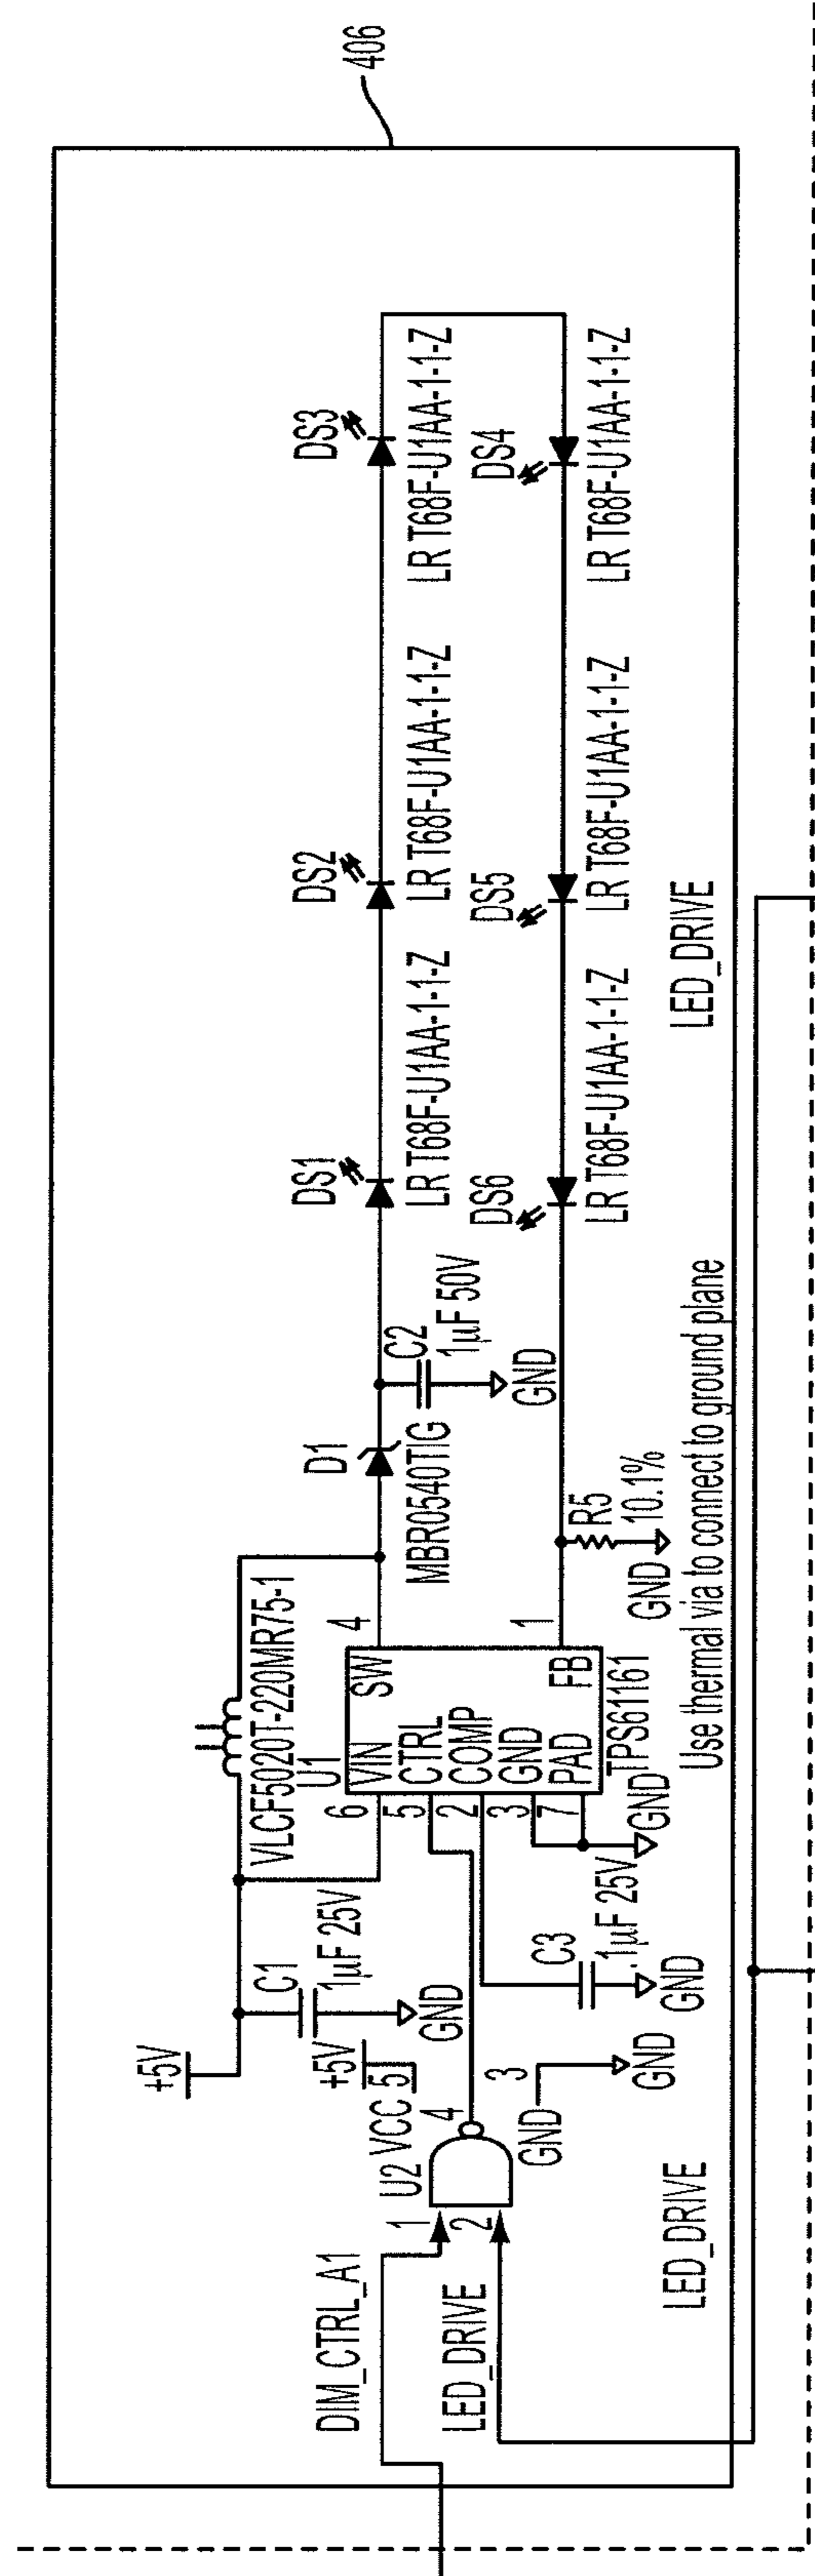 406
+5V
C1
1μF 25V
GND
VLCF5020T-220MR75-1
U1
6
VIN
5
CTRL
2
COMP
3
GND
7
PAD
SW
4
FB
1
TPS61161
GND
D1
MBR0540TIG
C2
1μF 50V
GND
DS1
LR T68F-U1AA-1-1-Z
DS2
LR T68F-U1AA-1-1-Z
DS3
LR T68F-U1AA-1-1-Z
DS4
LR T68F-U1AA-1-1-Z
DS5
LR T68F-U1AA-1-1-Z
DS6
LR T68F-U1AA-1-1-Z
R5
10.1%
GND
Use thermal via to connect to ground plane
C3
.1μF 25V
GND
+5V
5
VCC
U2
4
3
GND
GND
1
2
DIM_CTRL_A1
LED_DRIVE
LED_DRIVE
LED_DRIVE